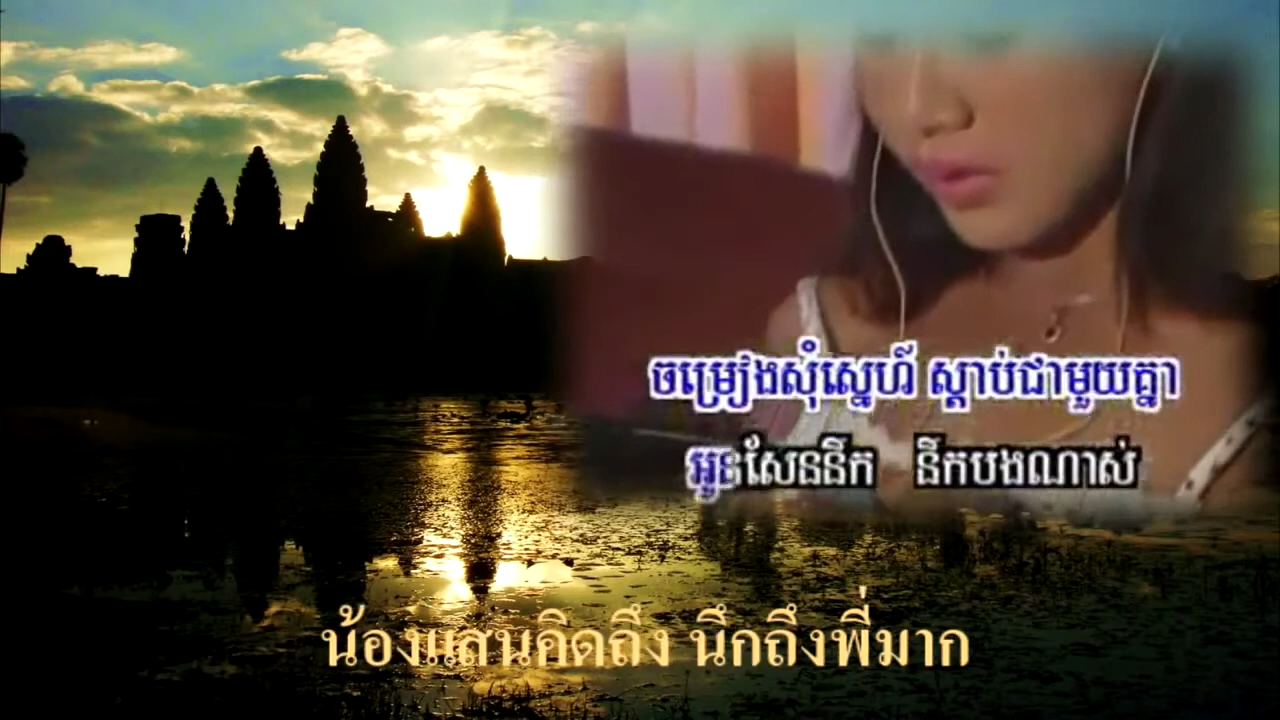 ចម្រៀងសុំស្នេហ៍ ស្ដាប់ជាមួយគ្នា
អូនសែននឹក នឹកបងណាស់
น้องแสนคิดถึง นึกถึงพี่มาก